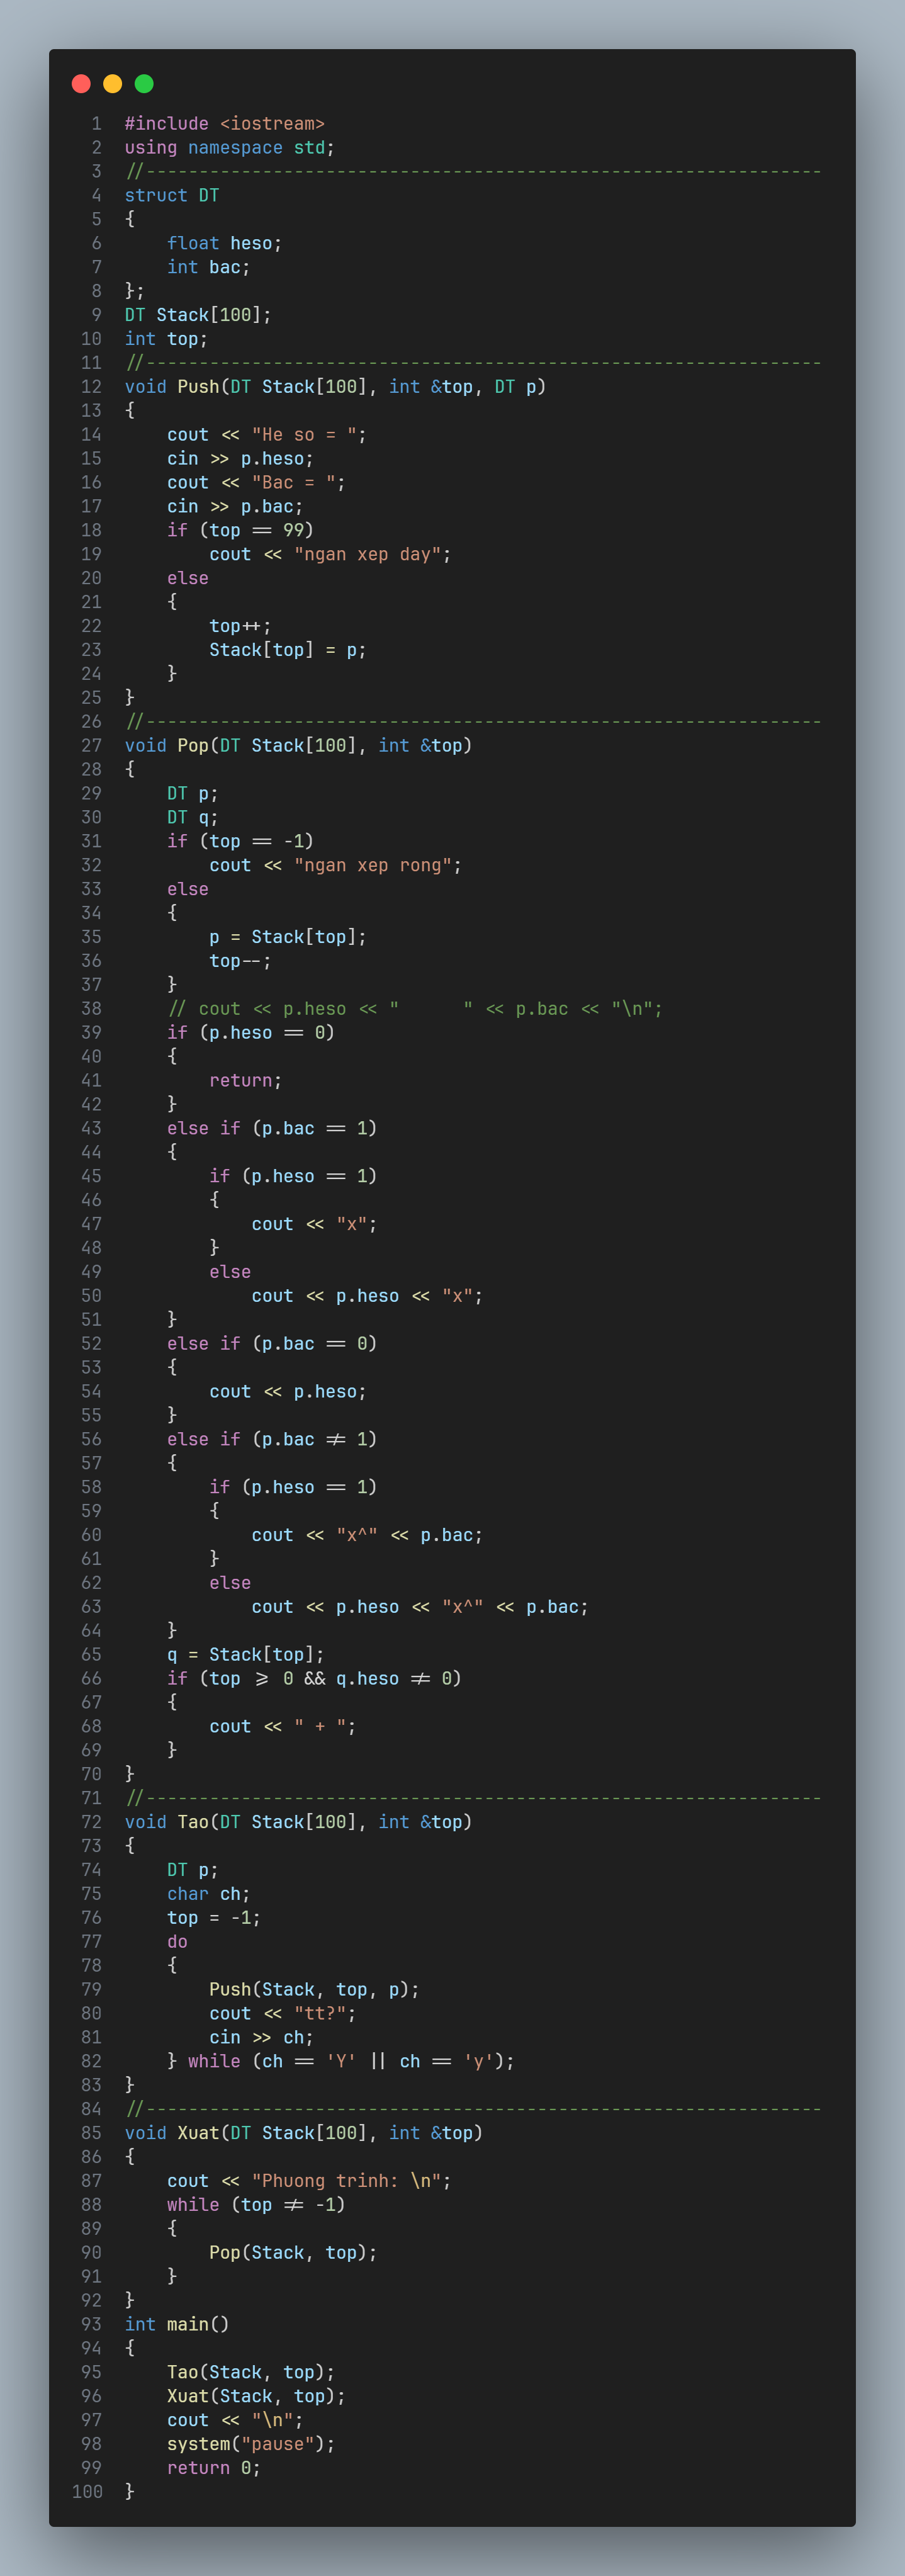 1 #include <iostream>
2 using namespace std;
3 //----------------------------------------------------------------
4 struct DT
5 {
6     float heso;
7     int bac;
8 };
9 DT Stack[100];
10 int top;
11 //----------------------------------------------------------------
12 void Push(DT Stack[100], int &top, DT p)
13 {
14     cout << "He so = ";
15     cin >> p.heso;
16     cout << "Bac = ";
17     cin >> p.bac;
18     if (top == 99)
19         cout << "ngan xep day";
20     else
21     {
22         top++;
23         Stack[top] = p;
24     }
25 }
26 //----------------------------------------------------------------
27 void Pop(DT Stack[100], int &top)
28 {
29     DT p;
30     DT q;
31     if (top == -1)
32         cout << "ngan xep rong";
33     else
34     {
35         p = Stack[top];
36         top--;
37     }
38     // cout << p.heso << "      " << p.bac << "\n";
39     if (p.heso == 0)
40     {
41         return;
42     }
43     else if (p.bac == 1)
44     {
45         if (p.heso == 1)
46         {
47             cout << "x";
48         }
49         else
50             cout << p.heso << "x";
51     }
52     else if (p.bac == 0)
53     {
54         cout << p.heso;
55     }
56     else if (p.bac != 1)
57     {
58         if (p.heso == 1)
59         {
60             cout << "x^" << p.bac;
61         }
62         else
63             cout << p.heso << "x^" << p.bac;
64     }
65     q = Stack[top];
66     if (top >= 0 && q.heso != 0)
67     {
68         cout << " + ";
69     }
70 }
71 //----------------------------------------------------------------
72 void Tao(DT Stack[100], int &top)
73 {
74     DT p;
75     char ch;
76     top = -1;
77     do
78     {
79         Push(Stack, top, p);
80         cout << "tt?";
81         cin >> ch;
82     } while (ch == 'Y' || ch == 'y');
83 }
84 //----------------------------------------------------------------
85 void Xuat(DT Stack[100], int &top)
86 {
87     cout << "Phuong trinh: \n";
88     while (top != -1)
89     {
90         Pop(Stack, top);
91     }
92 }
93 int main()
94 {
95     Tao(Stack, top);
96     Xuat(Stack, top);
97     cout << "\n";
98     system("pause");
99     return 0;
100 }